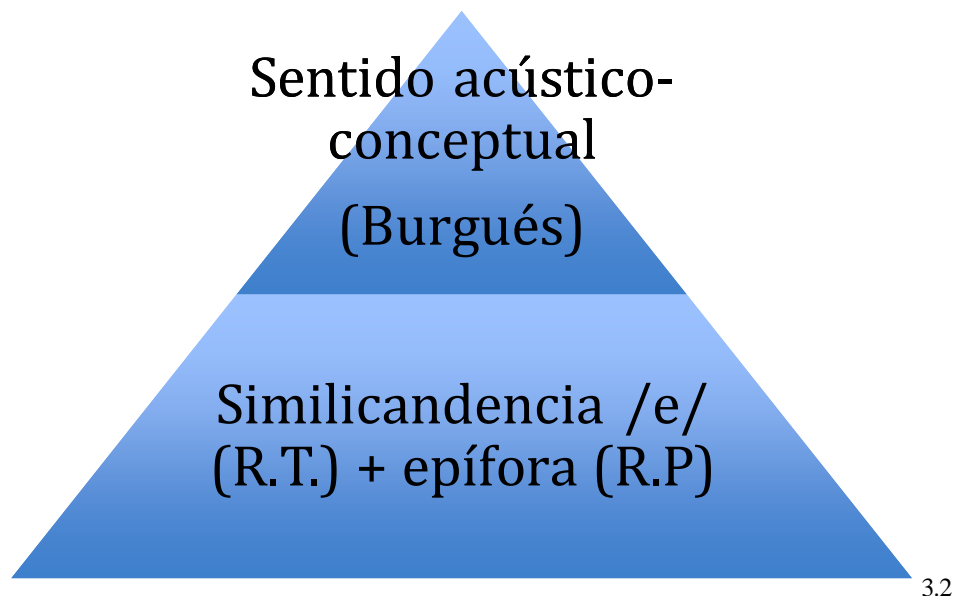 Sentido acústico-
conceptual
(Burgués)
Similicandencia /e/
(R.T.) + epífora (R.P)
3.2